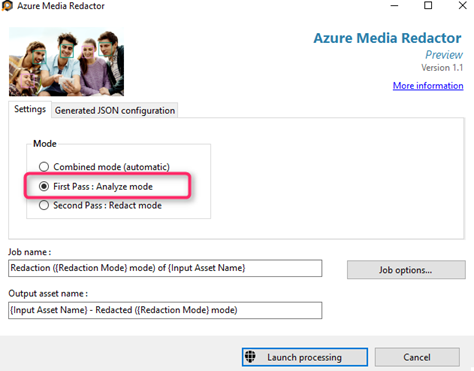 Azure Media Redactor
Azure Media Redactor
Preview
Version 1.1
More information
Settings
Generated JSON configuration
Mode
Combined mode (automatic)
First Pass : Analyze mode
Second Pass : Redact mode
Job name :
Redaction ({Redaction Mode} mode) of {Input Asset Name}
Job options...
Output asset name :
{Input Asset Name} - Redacted ({Redaction Mode} mode)
Launch processing
Cancel